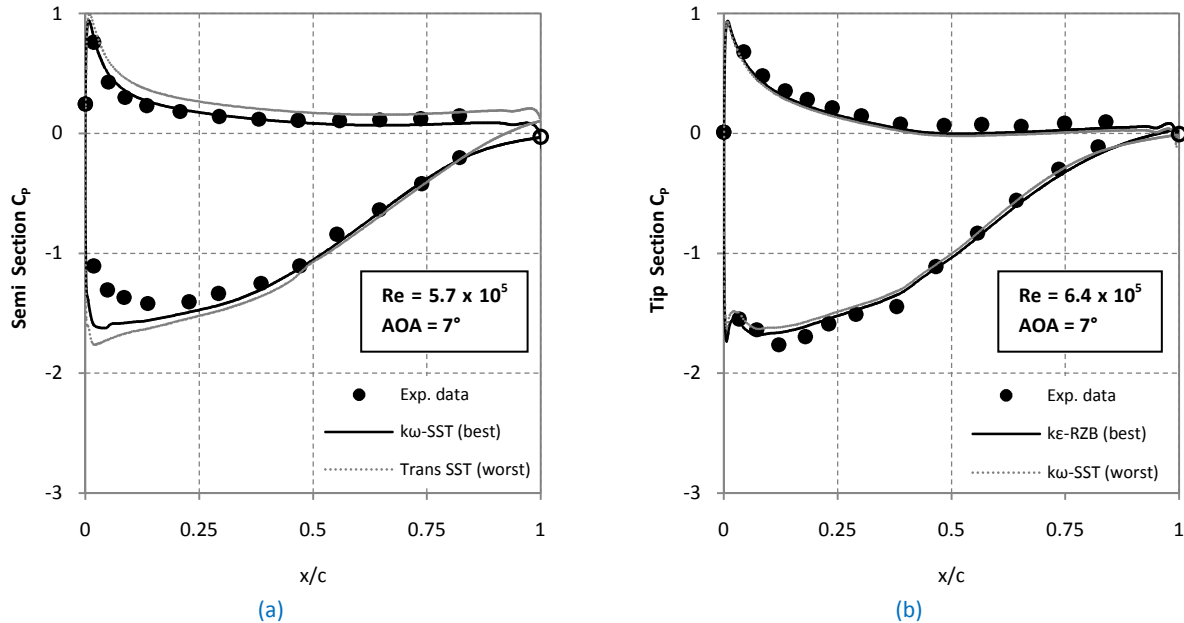 1
0
-1
-2
-3
Semi Section C_P
Re = 5.7 x 10⁵
AOA = 7°
Exp. data
kω-SST (best)
Trans SST (worst)
0 0.25 0.5 0.75 1
x/c
(a)
1
0
-1
-2
-3
Tip Section C_P
Re = 6.4 x 10⁵
AOA = 7°
Exp. data
kε-RZB (best)
kω-SST (worst)
0 0.25 0.5 0.75 1
x/c
(b)